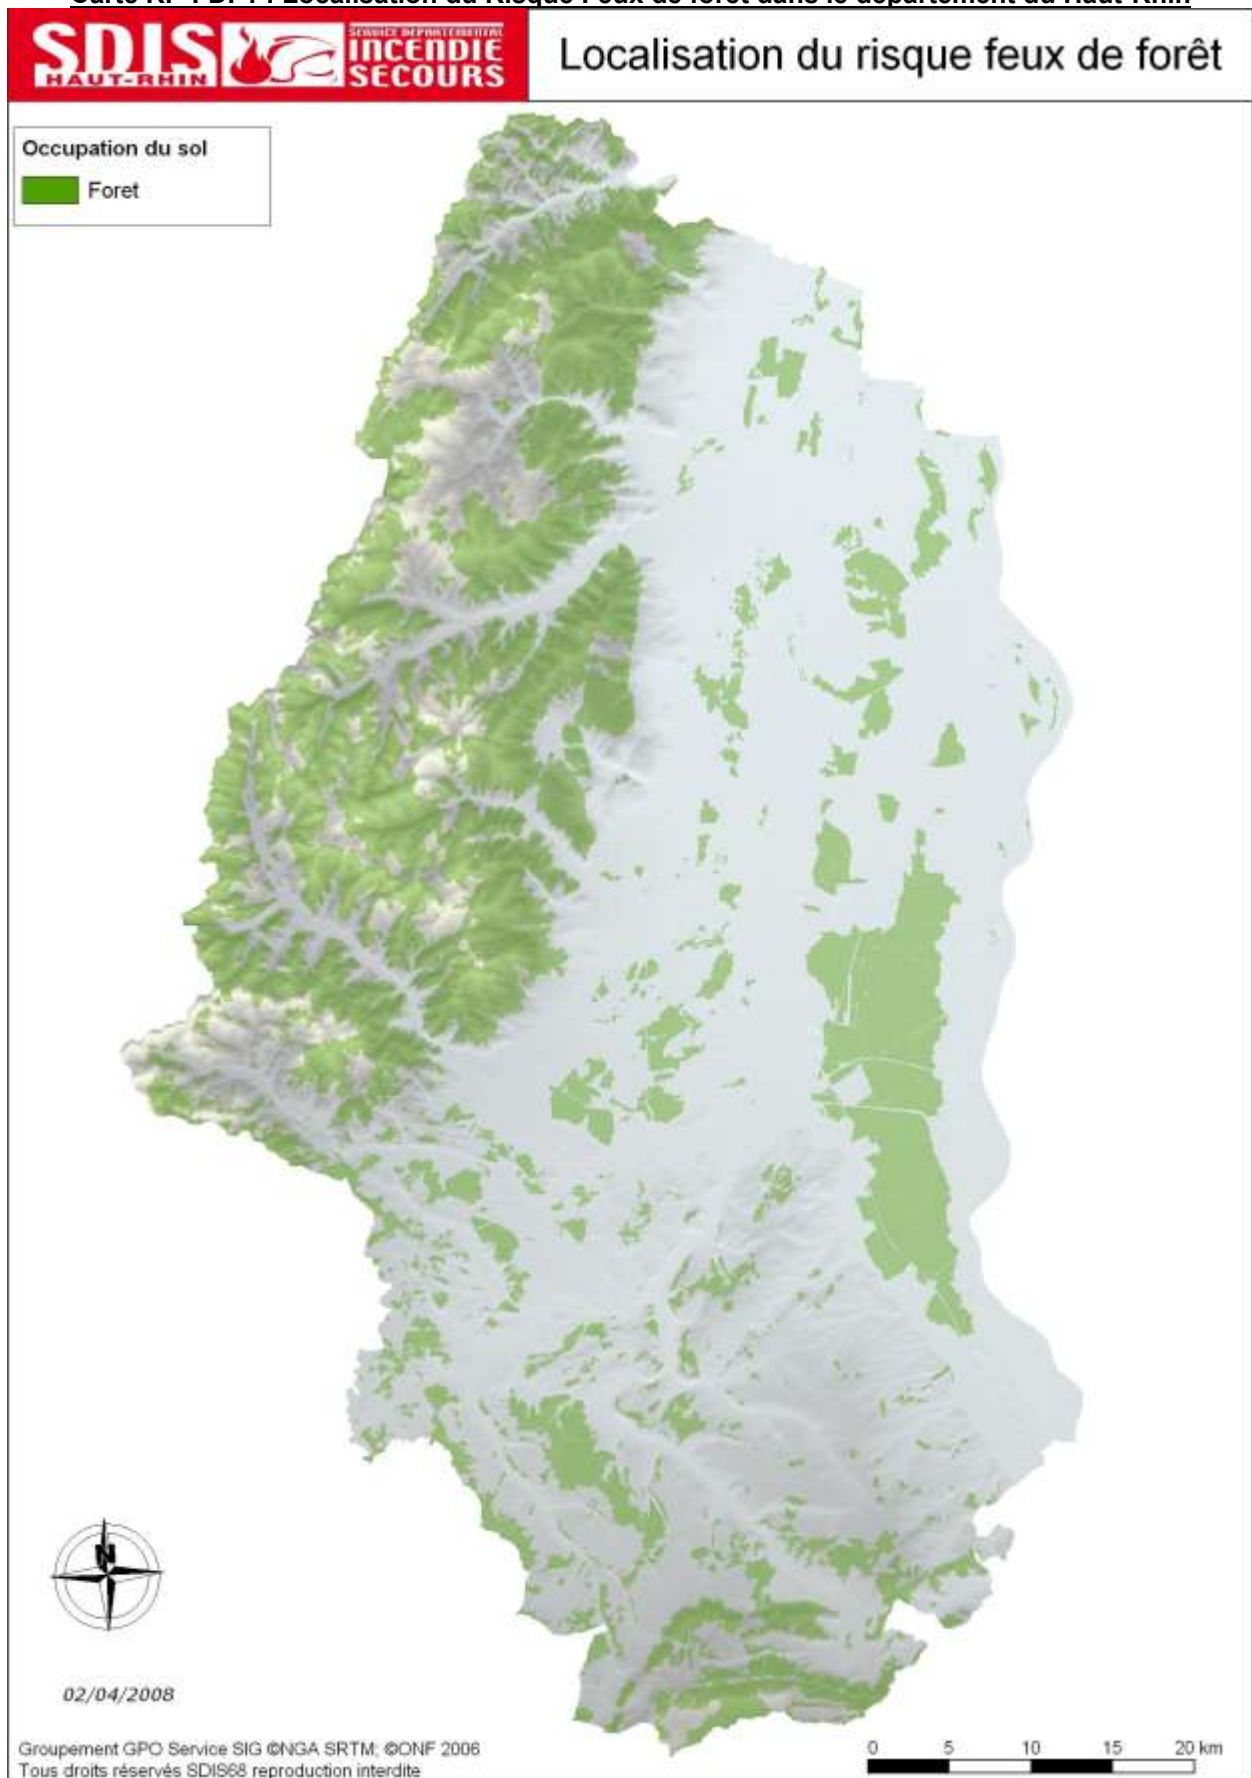 SDIS
HAUT-RHIN
SERVICE DEPARTEMENTAL
INCENDIE
SECOURS
Localisation du risque feux de forêt
Occupation du sol
Foret
N
02/04/2008
Groupement GPO Service SIG ©NGA SRTM; ©ONF 2006
Tous droits réservés SDIS68 reproduction interdite
0 5 10 15 20 km